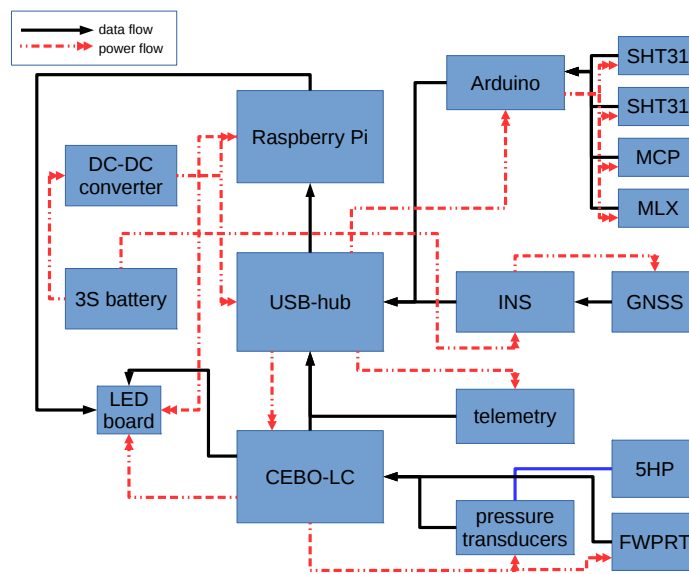 data flow
power flow
SHT31
Arduino
SHT31
Raspberry Pi
DC-DC
converter
MCP
MLX
3S battery
USB-hub
INS
GNSS
LED
board
telemetry
CEBO-LC
5HP
pressure
transducers
FWPRT